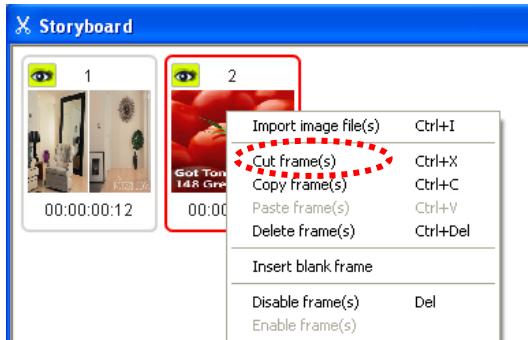 Storyboard
1
2
Got Tom
148 Gre
00:00:00:12
00:00
Import image file(s) Ctrl+I
Cut frame(s) Ctrl+X
Copy frame(s) Ctrl+C
Paste frame(s) Ctrl+V
Delete frame(s) Ctrl+Del
Insert blank frame
Disable frame(s) Del
Enable frame(s)